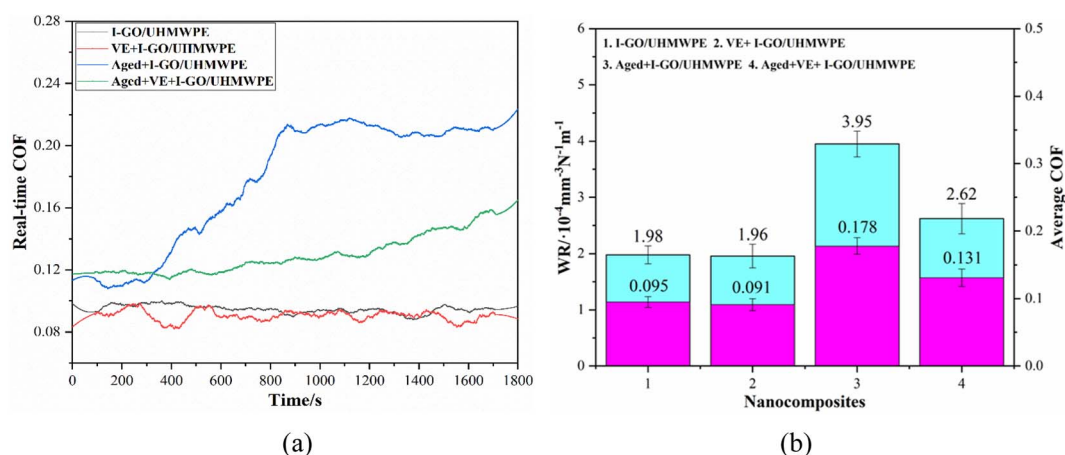 0.28
0.24
0.20
0.16
0.12
0.08
Real-time COF
I-GO/UHMWPE
VE+I-GO/UHMWPE
Aged+I-GO/UHMWPE
Aged+VE+I-GO/UHMWPE
0 200 400 600 800 1000 1200 1400 1600 1800
Time/s
(a)
6
5
4
3
2
1
0
WR/·10⁻⁴mm⁻³N⁻¹m⁻¹
1. I-GO/UHMWPE 2. VE+ I-GO/UHMWPE
3. Aged+I-GO/UHMWPE 4. Aged+VE+ I-GO/UHMWPE
1.98 1.96 3.95 2.62
0.095 0.091 0.178 0.131
0.5
0.4
0.3
0.2
0.1
0.0
Average COF
1 2 3 4
Nanocomposites
(b)